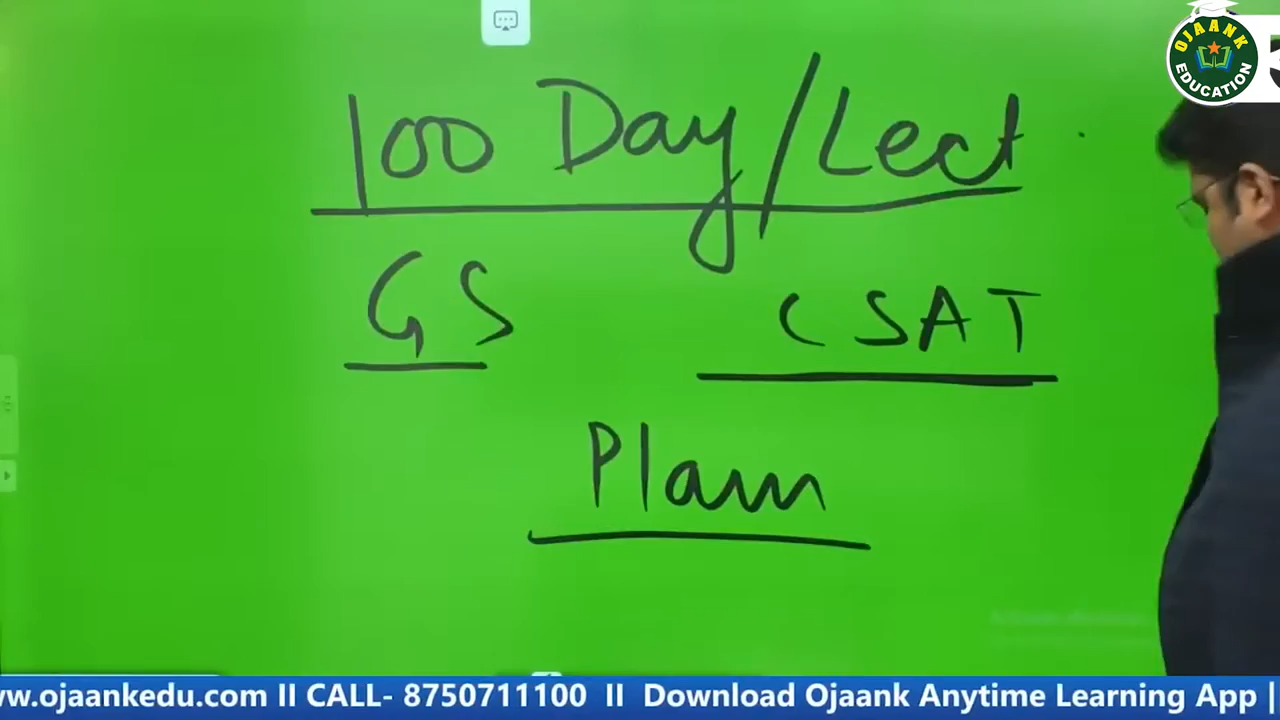 OJAANK
EDUCATION
100 Day/Lect
GS CSAT
Plan
ww.ojaankedu.com II CALL- 8750711100 II Download Ojaank Anytime Learning App |